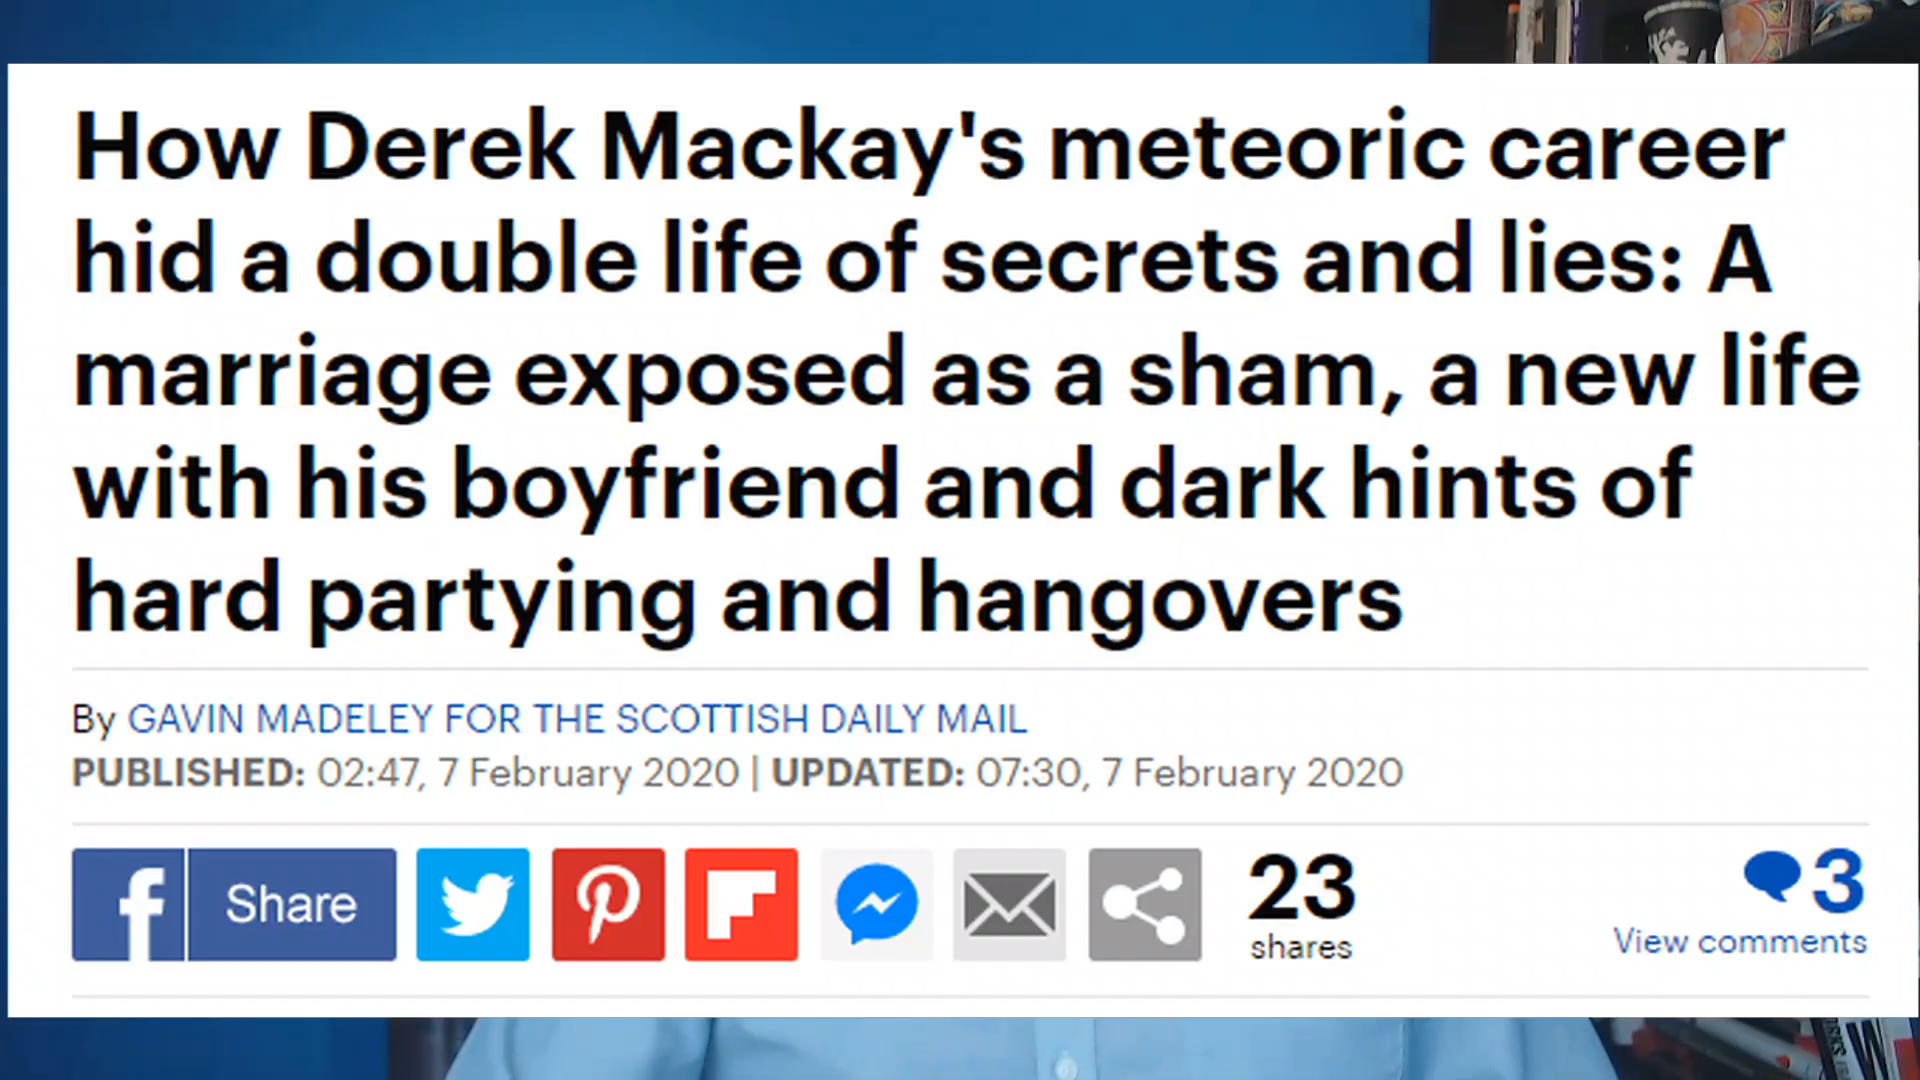 How Derek Mackay's meteoric career
hid a double life of secrets and lies: A
marriage exposed as a sham, a new life
with his boyfriend and dark hints of
hard partying and hangovers
By GAVIN MADELEY FOR THE SCOTTISH DAILY MAIL
PUBLISHED: 02:47, 7 February 2020 | UPDATED: 07:30, 7 February 2020
Share
23
shares
3
View comments